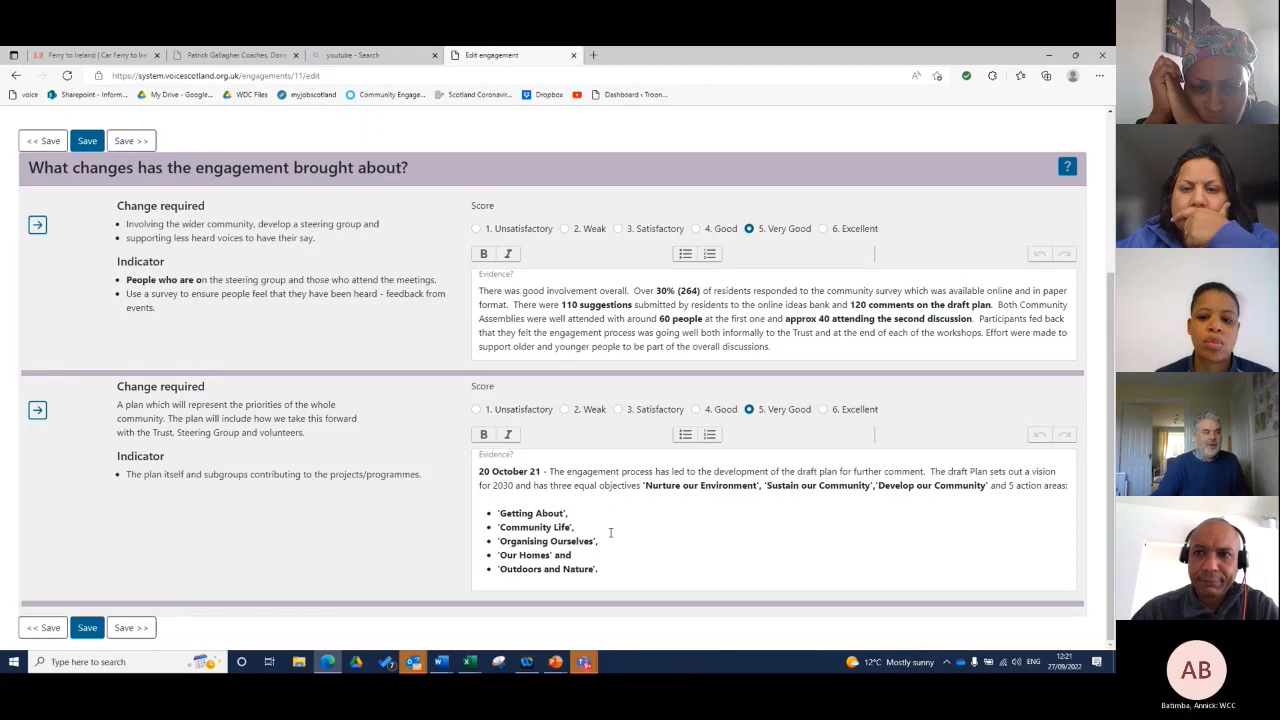 Ferry to Ireland | Car Ferry to Irel
Patrick Gallagher Coaches, Done
youtube - Search
Edit engagement
https://system.voicescotland.org.uk/engagements/11/edit
voice
Sharepoint - Inform...
My Drive - Google...
WDC Files
myjobscotland
Community Engage...
Scotland Coronavir...
Dropbox
Dashboard ‹ Troon...
<< Save
Save
Save >>
What changes has the engagement brought about?
?
Change required
• Involving the wider community, develop a steering group and
• supporting less heard voices to have their say.
Indicator
• People who are on the steering group and those who attend the meetings.
• Use a survey to ensure people feel that they have been heard - feedback from
events.
Score
1. Unsatisfactory 2. Weak 3. Satisfactory 4. Good 5. Very Good 6. Excellent
B I
Evidence?
There was good involvement overall. Over 30% (264) of residents responded to the community survey which was available online and in paper
format. There were 110 suggestions submitted by residents to the online ideas bank and 120 comments on the draft plan. Both Community
Assemblies were well attended with around 60 people at the first one and approx 40 attending the second discussion. Participants fed back
that they felt the engagement process was going well both informally to the Trust and at the end of each of the workshops. Effort were made to
support older and younger people to be part of the overall discussions.
Change required
A plan which will represent the priorities of the whole
community. The plan will include how we take this forward
with the Trust, Steering Group and volunteers.
Indicator
• The plan itself and subgroups contributing to the projects/programmes.
Score
1. Unsatisfactory 2. Weak 3. Satisfactory 4. Good 5. Very Good 6. Excellent
B I
Evidence?
20 October 21 - The engagement process has led to the development of the draft plan for further comment. The draft Plan sets out a vision
for 2030 and has three equal objectives 'Nurture our Environment', 'Sustain our Community','Develop our Community' and 5 action areas:
• 'Getting About',
• 'Community Life',
• 'Organising Ourselves',
• 'Our Homes' and
• 'Outdoors and Nature'.
<< Save
Save
Save >>
Type here to search
12°C Mostly sunny
ENG
12:21
27/09/2022
AB
Batimba, Annick: WCC